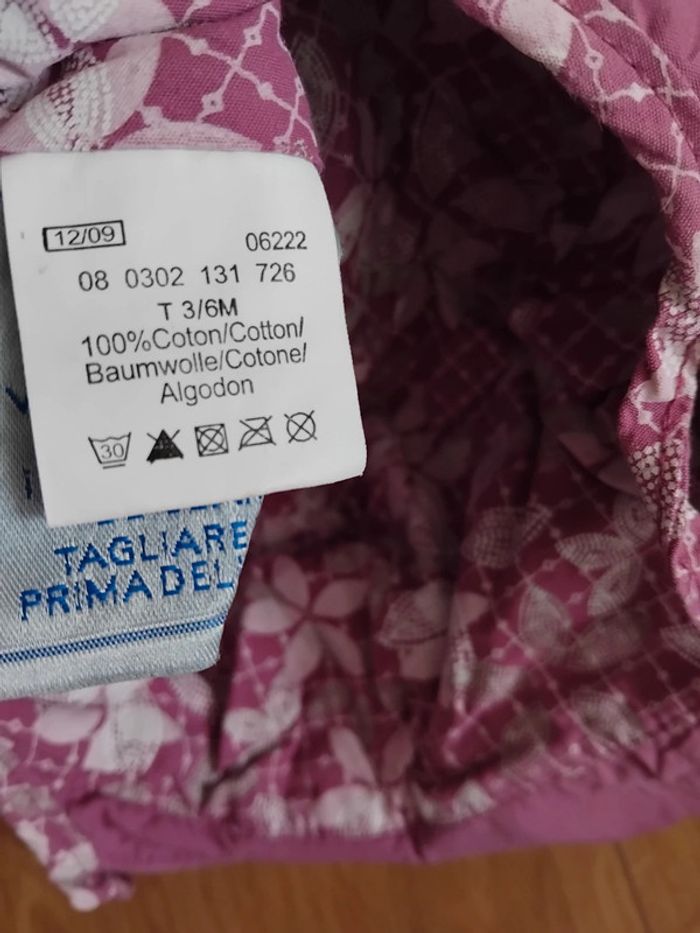 12/09
06222
08 0302 131 726
T 3/6M
100%Coton/Cotton/
Baumwolle/Cotone/
Algodon
30
TAGLIARE
PRIMA DEL